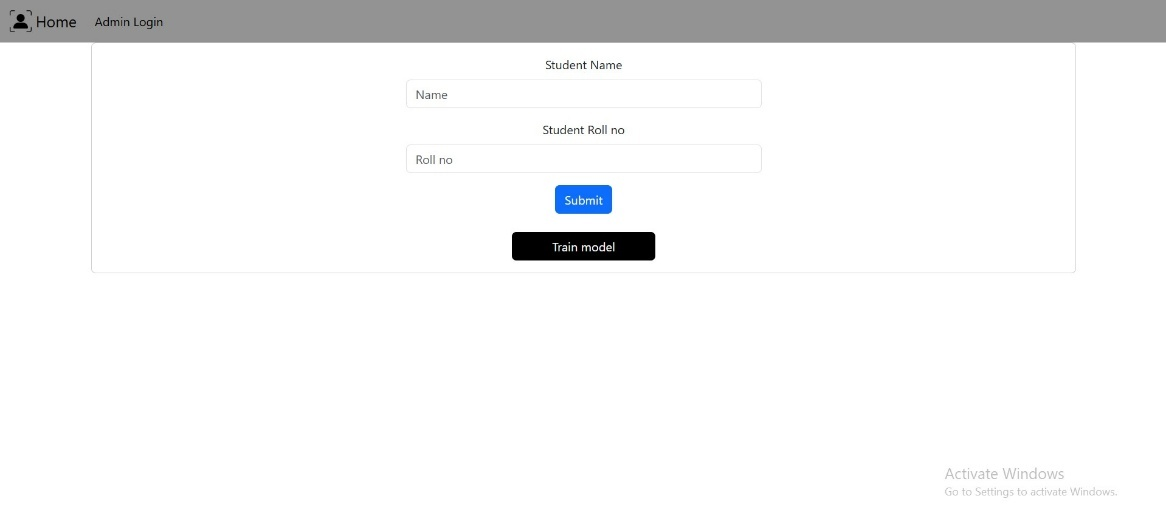 Home Admin Login
Student Name
Name
Student Roll no
Roll no
Submit
Train model
Activate Windows
Go to Settings to activate Windows.